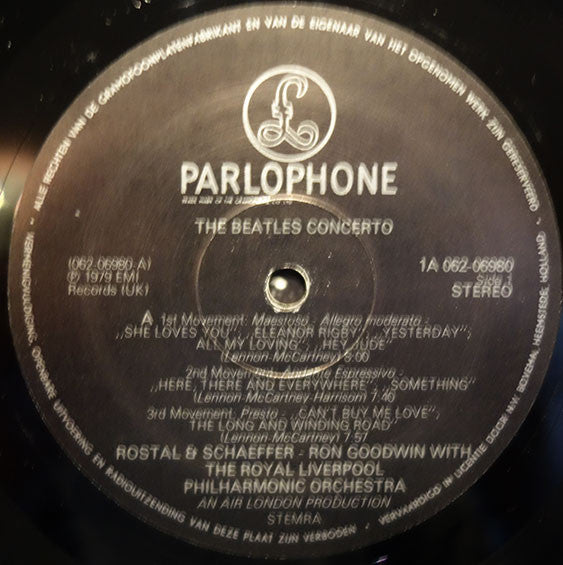 ALLE RECHTEN VAN DE GRAMOFOONPLATENFABRIKANT EN VAN DE EIGENAAR VAN HET OPGENOMEN WERK ZIJN GERESERVEERD
£
PARLOPHONE
THE BEATLES CONCERTO
(062-06980-A)
℗ 1979 EMI
Records (UK)
1A 062-06980
Side 1
STEREO
A 1st Movement: Maestoso - Allegro moderato -
„SHE LOVES YOU”, „ELEANOR RIGBY”, „YESTERDAY”,
ALL MY LOVING”, „HEY JUDE”
(Lennon-McCartney) 8:00
2nd Movement: Andante Espressivo -
„HERE, THERE AND EVERYWHERE”, „SOMETHING”
(Lennon-McCartney-Harrison) 7:40
3rd Movement: Presto - „CAN'T BUY ME LOVE”,
„THE LONG AND WINDING ROAD”
(Lennon-McCartney) 7:57
ROSTAL & SCHAEFFER - RON GOODWIN WITH
THE ROYAL LIVERPOOL
PHILHARMONIC ORCHESTRA
AN AIR LONDON PRODUCTION
STEMRA
VERMENIGVULDIGING, OPENBARE UITVOERING EN RADIOUITZENDING VAN DEZE PLAAT ZIJN VERBODEN - VERVAARDIGD IN LICENTIE DOOR N.V. BOVEMA, HEEMSTEDE, HOLLAND